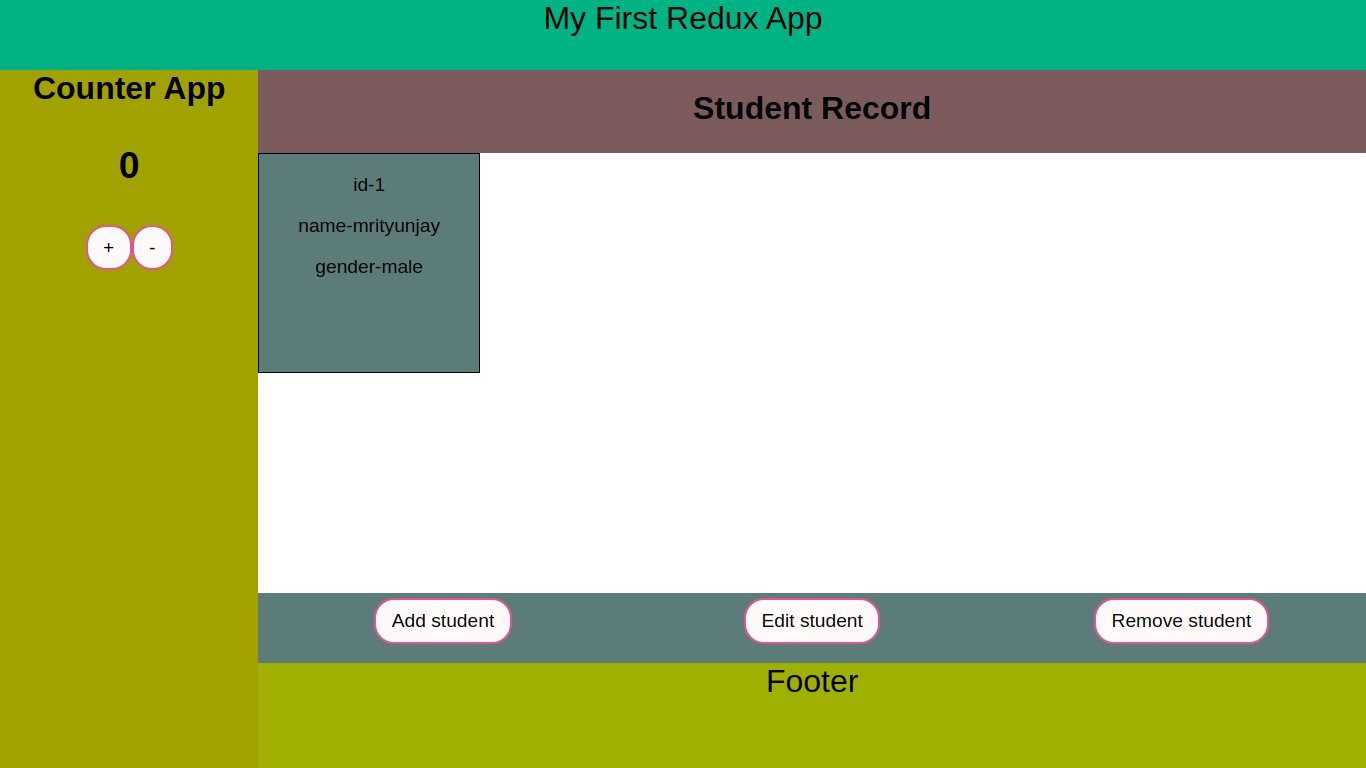 My First Redux App
Counter App
0
+ -
Student Record
id-1
name-mrityunjay
gender-male
Add student Edit student Remove student
Footer